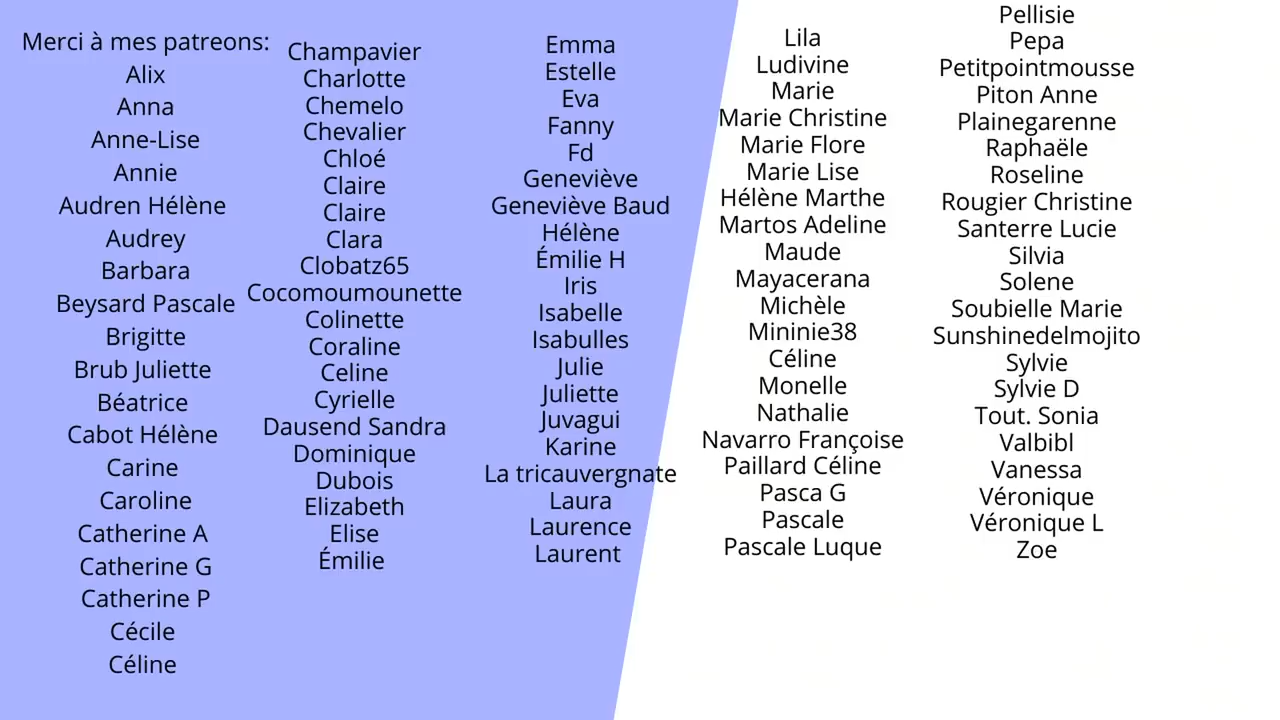 Merci à mes patreons:
Alix
Anna
Anne-Lise
Annie
Audren Hélène
Audrey
Barbara
Beysard Pascale
Brigitte
Brub Juliette
Béatrice
Cabot Hélène
Carine
Caroline
Catherine A
Catherine G
Catherine P
Cécile
Céline
Champavier
Charlotte
Chemelo
Chevalier
Chloé
Claire
Claire
Clara
Clobatz65
Cocomoumounette
Colinette
Coraline
Celine
Cyrielle
Dausend Sandra
Dominique
Dubois
Elizabeth
Elise
Émilie
Emma
Estelle
Eva
Fanny
Fd
Geneviève
Geneviève Baud
Hélène
Émilie H
Iris
Isabelle
Isabulles
Julie
Juliette
Juvagui
Karine
La tricauvergnate
Laura
Laurence
Laurent
Lila
Ludivine
Marie
Marie Christine
Marie Flore
Marie Lise
Hélène Marthe
Martos Adeline
Maude
Mayacerana
Michèle
Mininie38
Céline
Monelle
Nathalie
Navarro Françoise
Paillard Céline
Pasca G
Pascale
Pascale Luque
Pellisie
Pepa
Petitpointmousse
Piton Anne
Plainegarenne
Raphaële
Roseline
Rougier Christine
Santerre Lucie
Silvia
Solene
Soubielle Marie
Sunshinedelmojito
Sylvie
Sylvie D
Tout. Sonia
Valbibl
Vanessa
Véronique
Véronique L
Zoe